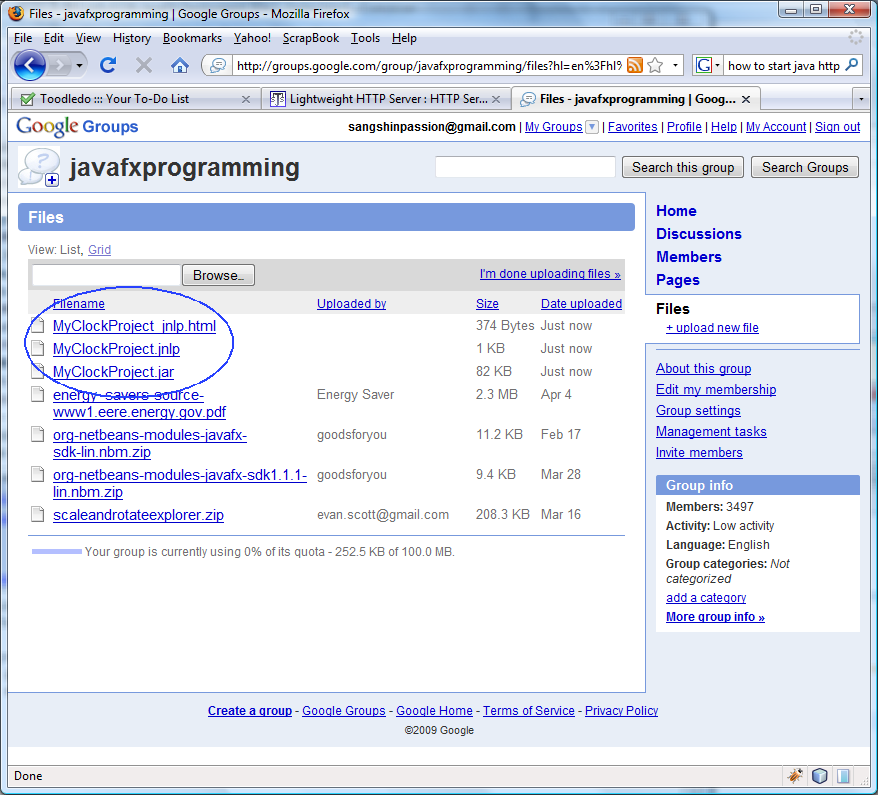 Files - javafxprogramming | Google Groups - Mozilla Firefox
File Edit View History Bookmarks Yahoo! ScrapBook Tools Help
http://groups.google.com/group/javafxprogramming/files?hl=en%3Fhl% G how to start java http
Toodledo ::: Your To-Do List Lightweight HTTP Server : HTTP Ser... Files - javafxprogramming | Goog...
Google Groups sangshinpassion@gmail.com | My Groups | Favorites | Profile | Help | My Account | Sign out
javafxprogramming Search this group Search Groups
Files
View: List, Grid
Browse... I'm done uploading files »
Filename Uploaded by Size Date uploaded
MyClockProject_jnlp.html 374 Bytes Just now
MyClockProject.jnlp 1 KB Just now
MyClockProject.jar 82 KB Just now
energy-savers-source- Energy Saver 2.3 MB Apr 4
www1.eere.energy.gov.pdf
org-netbeans-modules-javafx- goodsforyou 11.2 KB Feb 17
sdk-lin.nbm.zip
org-netbeans-modules-javafx-sdk1.1.1- goodsforyou 9.4 KB Mar 28
lin.nbm.zip
scaleandrotateexplorer.zip evan.scott@gmail.com 208.3 KB Mar 16
Your group is currently using 0% of its quota - 252.5 KB of 100.0 MB.
Home
Discussions
Members
Pages
Files
+ upload new file
About this group
Edit my membership
Group settings
Management tasks
Invite members
Group info
Members: 3497
Activity: Low activity
Language: English
Group categories: Not
categorized
add a category
More group info »
Create a group - Google Groups - Google Home - Terms of Service - Privacy Policy
©2009 Google
Done